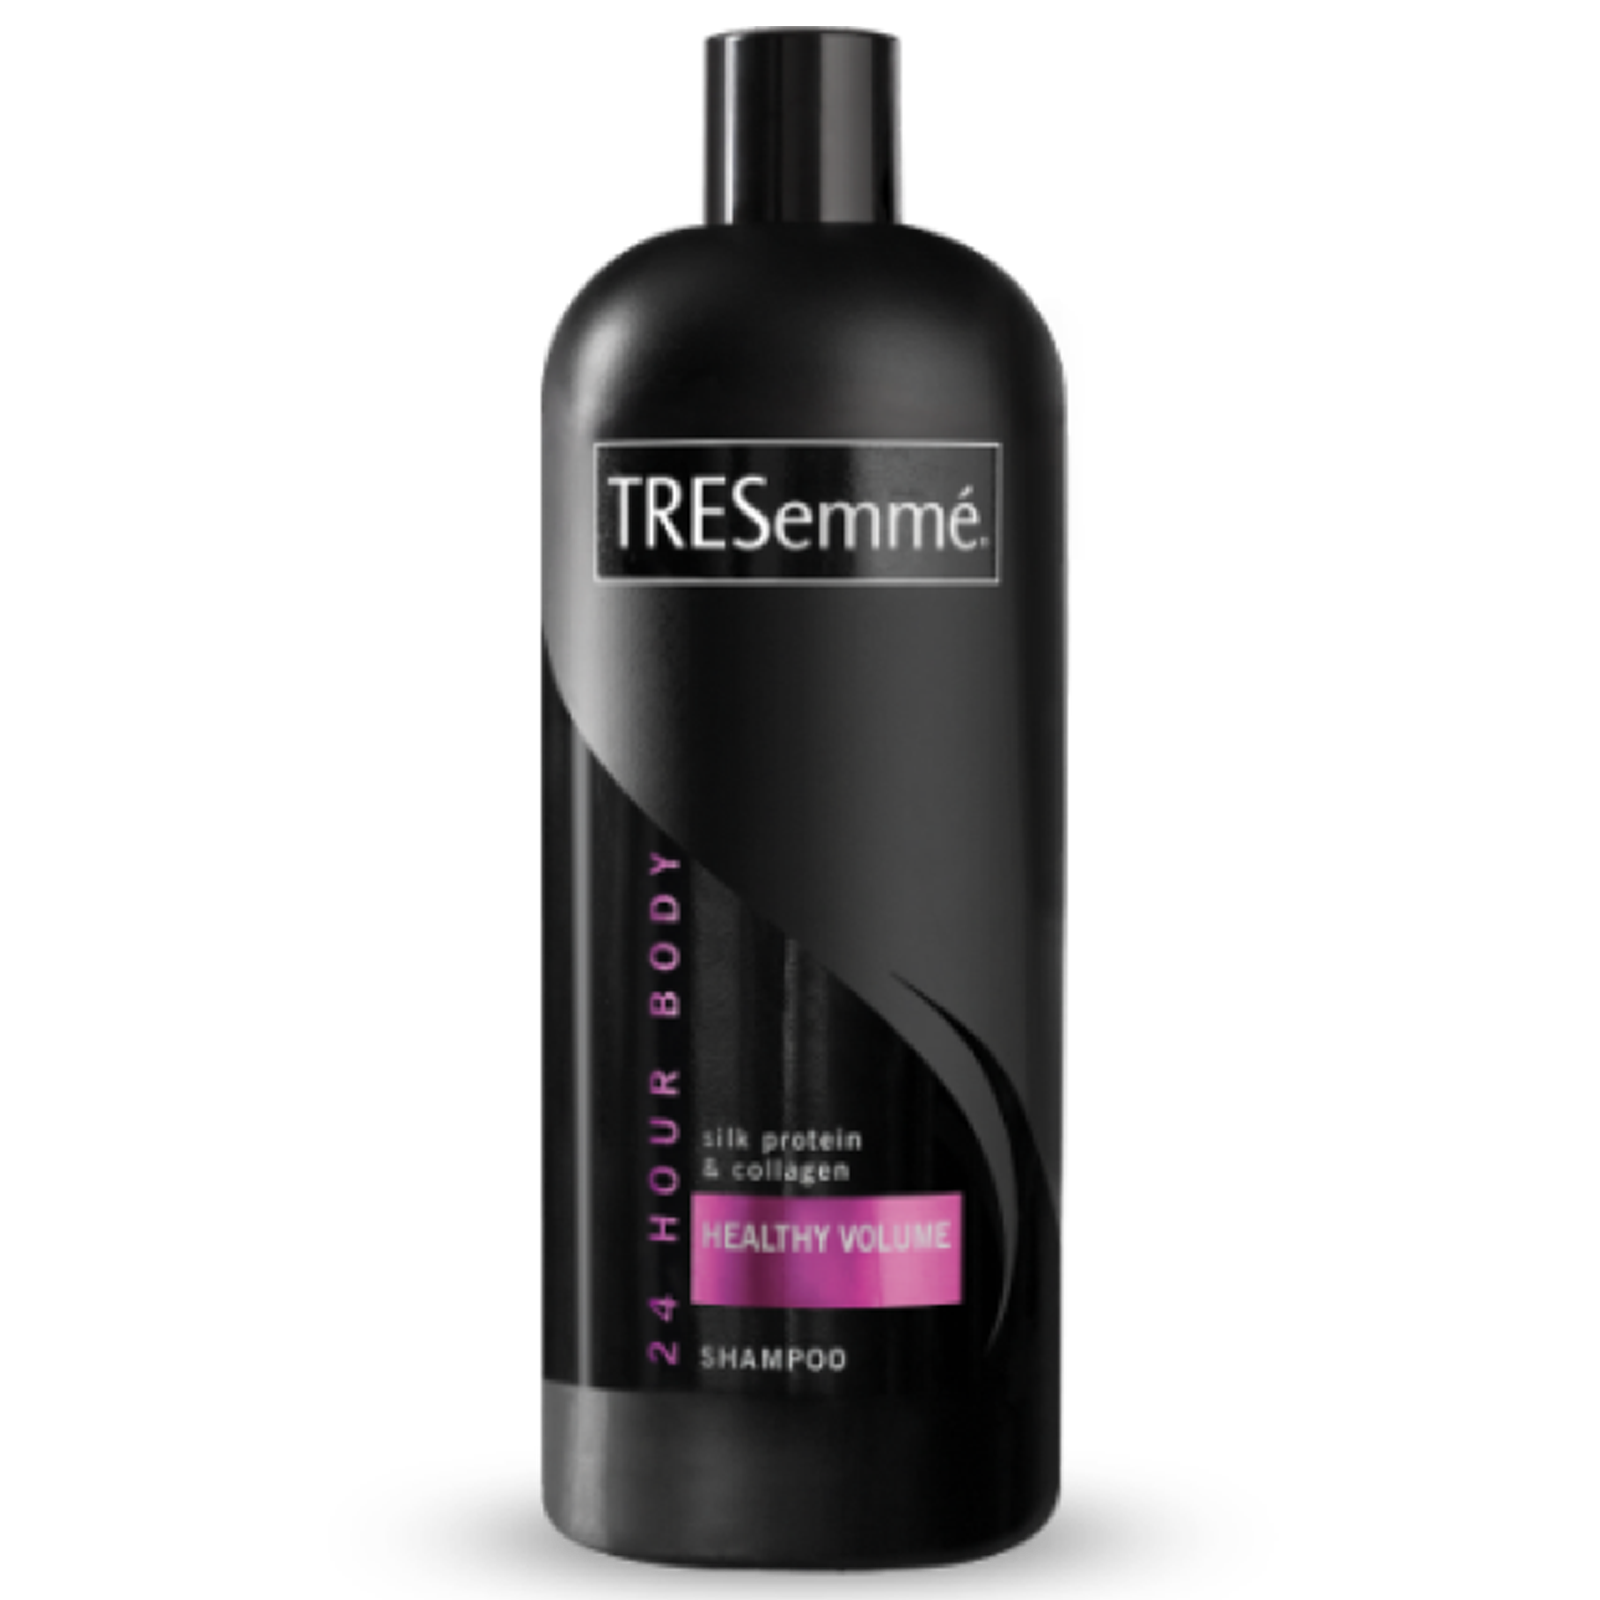 TRESemmé
24 HOUR BODY
silk protein
& collagen
HEALTHY VOLUME
SHAMPOO